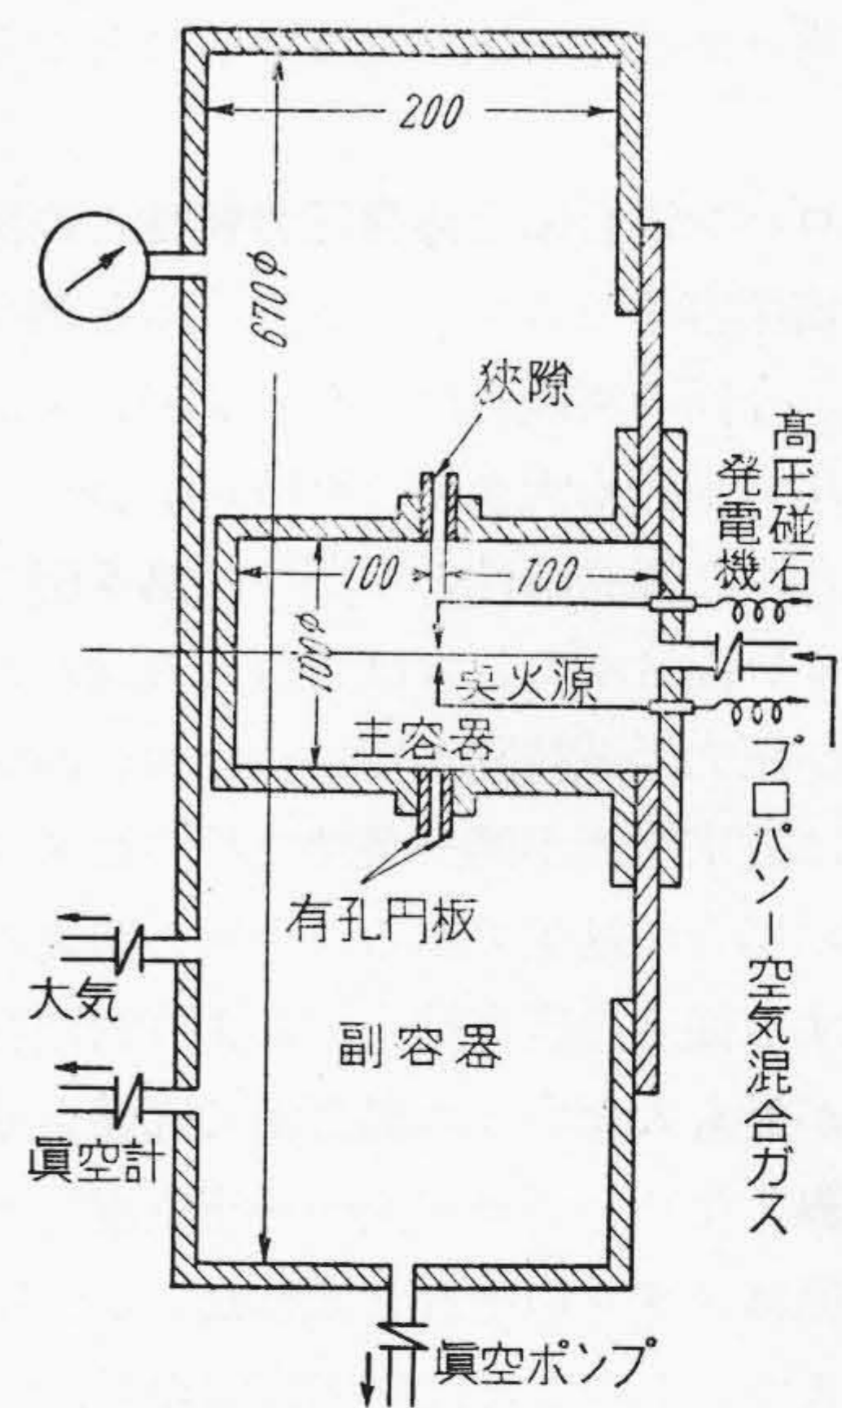 200
670φ
狹隙
高圧磁石
発電機
100
100
100φ
点火源
主容器
有孔円板
プロパン-空気混合ガス
大気
副容器
眞空計
眞空ポンプ